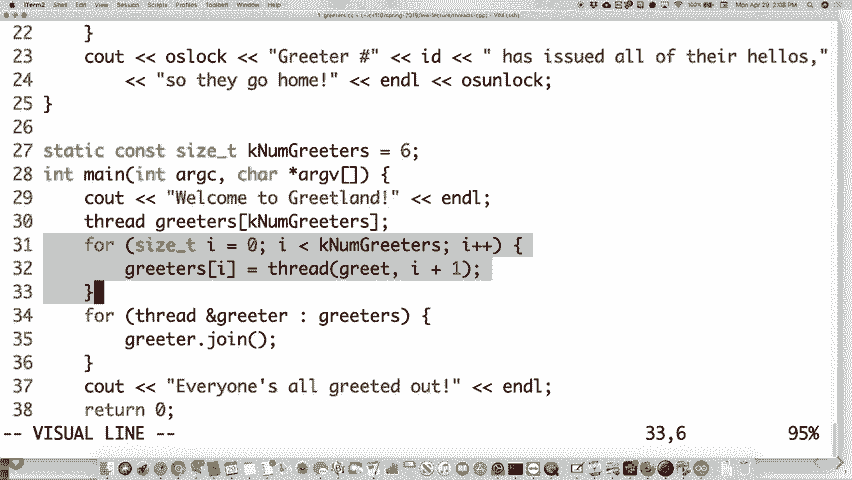 iTerm2 Shell Edit View Session Scripts Profiles Toolbelt Window Help
100% Mon Apr 29 2:08 PM
22 }
23 cout << oslock << "Greeter #" << id << " has issued all of their hellos,"
24 << "so they go home!" << endl << osunlock;
25 }
26
27 static const size_t kNumGreeters = 6;
28 int main(int argc, char *argv[]) {
29 cout << "Welcome to Greetland!" << endl;
30 thread greeters[kNumGreeters];
31 for (size_t i = 0; i < kNumGreeters; i++) {
32 greeters[i] = thread(greet, i + 1);
33 }
34 for (thread &greeter : greeters) {
35 greeter.join();
36 }
37 cout << "Everyone's all greeted out!" << endl;
38 return 0;
-- VISUAL LINE -- 33,6 95%